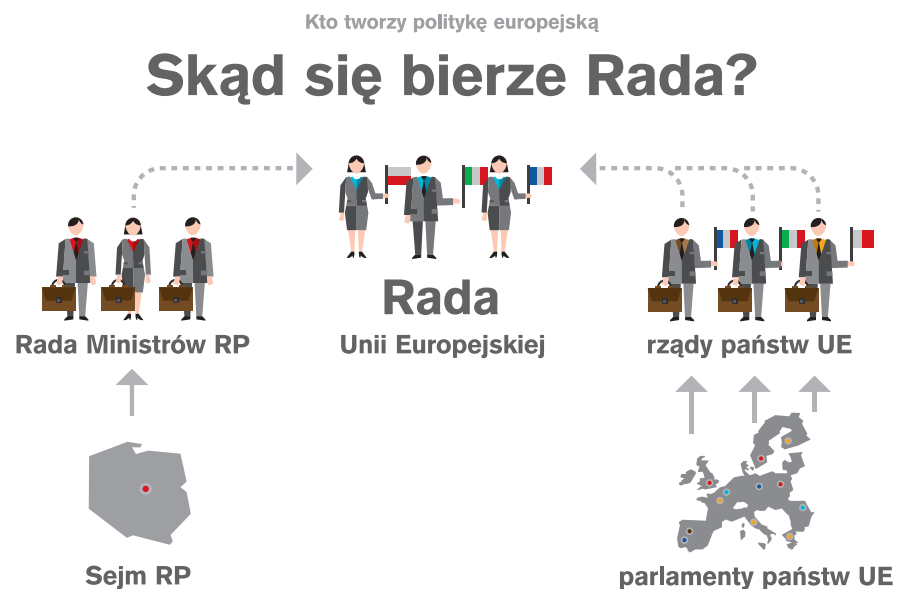 Kto tworzy politykę europejską
Skąd się bierze Rada?
Rada
Unii Europejskiej
Rada Ministrów RP
rządy państw UE
Sejm RP
parlamenty państw UE